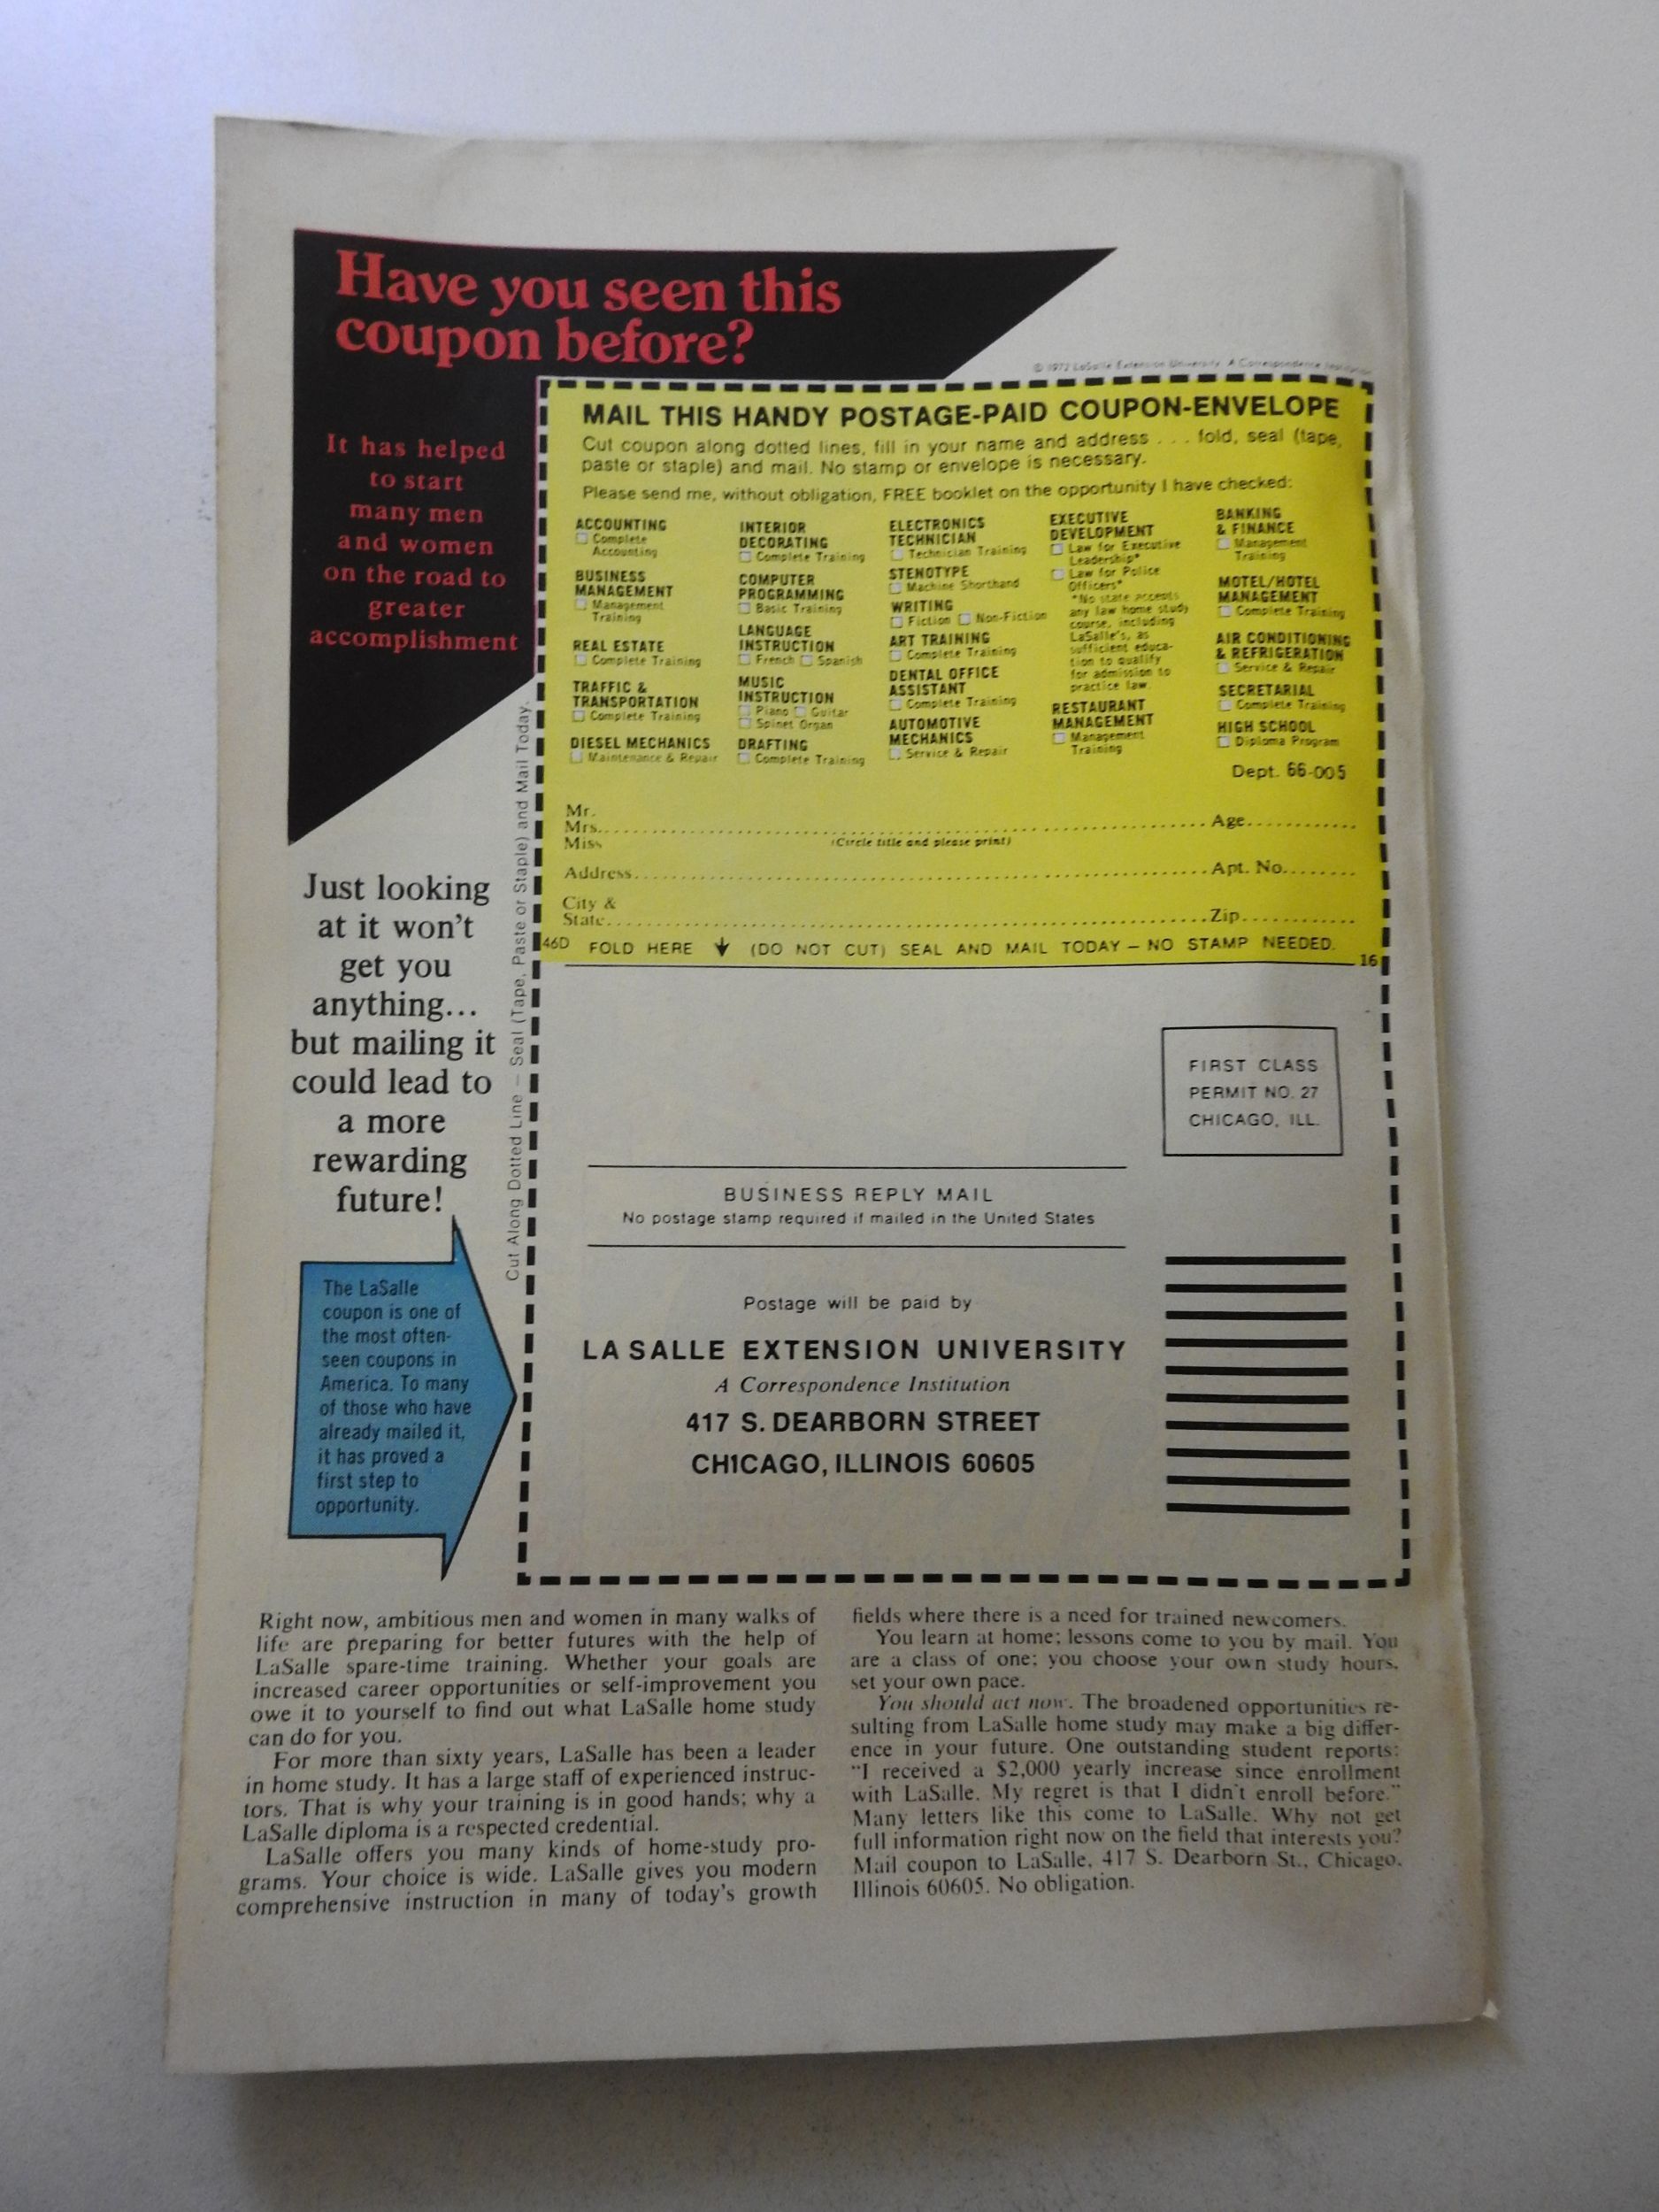 Have you seen this
coupon before?
It has helped
to start
many men
and women
on the road to
greater
accomplishment
© 1972 LaSalle Extension University A Correspondence Institution
MAIL THIS HANDY POSTAGE-PAID COUPON-ENVELOPE
Cut coupon along dotted lines, fill in your name and address . . . fold, seal (tape,
paste or staple) and mail. No stamp or envelope is necessary.
Please send me, without obligation, FREE booklet on the opportunity I have checked:
ACCOUNTING
Complete
Accounting
BUSINESS
MANAGEMENT
Management
Training
REAL ESTATE
Complete Training
TRAFFIC &
TRANSPORTATION
Complete Training
DIESEL MECHANICS
Maintenance & Repair
INTERIOR
DECORATING
Complete Training
COMPUTER
PROGRAMMING
Basic Training
LANGUAGE
INSTRUCTION
French Spanish
MUSIC
INSTRUCTION
Piano Guitar
Spinet Organ
DRAFTING
Complete Training
ELECTRONICS
TECHNICIAN
Technician Training
STENOTYPE
Machine Shorthand
WRITING
Fiction Non-Fiction
ART TRAINING
Complete Training
DENTAL OFFICE
ASSISTANT
Complete Training
AUTOMOTIVE
MECHANICS
Service & Repair
EXECUTIVE
DEVELOPMENT
Law for Executive
Leadership*
Law for Police
Officers*
*No state accepts
any law home study
course, including
LaSalle's, as
sufficient educa-
tion to qualify
for admission to
practice law.
RESTAURANT
MANAGEMENT
Management
Training
BANKING
& FINANCE
Management
Training
MOTEL/HOTEL
MANAGEMENT
Complete Training
AIR CONDITIONING
& REFRIGERATION
Service & Repair
SECRETARIAL
Complete Training
HIGH SCHOOL
Diploma Program
Dept. 66-005
Mr.
Mrs. Age
Miss (Circle title and please print)
Address Apt. No.
City &
State Zip
46D FOLD HERE ↓ (DO NOT CUT) SEAL AND MAIL TODAY – NO STAMP NEEDED.
16
Cut Along Dotted Line – Seal (Tape, Paste or Staple) and Mail Today.
Just looking
at it won't
get you
anything...
but mailing it
could lead to
a more
rewarding
future!
The LaSalle
coupon is one of
the most often-
seen coupons in
America. To many
of those who have
already mailed it,
it has proved a
first step to
opportunity.
FIRST CLASS
PERMIT NO. 27
CHICAGO, ILL.
BUSINESS REPLY MAIL
No postage stamp required if mailed in the United States
Postage will be paid by
LA SALLE EXTENSION UNIVERSITY
A Correspondence Institution
417 S. DEARBORN STREET
CHICAGO, ILLINOIS 60605
Right now, ambitious men and women in many walks of
life are preparing for better futures with the help of
LaSalle spare-time training. Whether your goals are
increased career opportunities or self-improvement you
owe it to yourself to find out what LaSalle home study
can do for you.
For more than sixty years, LaSalle has been a leader
in home study. It has a large staff of experienced instruc-
tors. That is why your training is in good hands; why a
LaSalle diploma is a respected credential.
LaSalle offers you many kinds of home-study pro-
grams. Your choice is wide. LaSalle gives you modern
comprehensive instruction in many of today's growth
fields where there is a need for trained newcomers.
You learn at home; lessons come to you by mail. You
are a class of one; you choose your own study hours,
set your own pace.
You should act now. The broadened opportunities re-
sulting from LaSalle home study may make a big differ-
ence in your future. One outstanding student reports:
"I received a $2,000 yearly increase since enrollment
with LaSalle. My regret is that I didn't enroll before."
Many letters like this come to LaSalle. Why not get
full information right now on the field that interests you?
Mail coupon to LaSalle, 417 S. Dearborn St., Chicago,
Illinois 60605. No obligation.